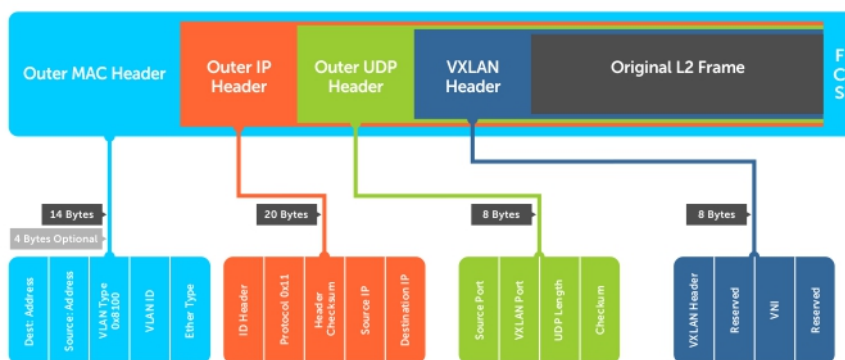 Outer MAC Header
Outer IP
Header
Outer UDP
Header
VXLAN
Header
Original L2 Frame
F
C
S
14 Bytes
4 Bytes Optional
20 Bytes
8 Bytes
8 Bytes
Dest: Address
Source: Address
VLAN Type
0x8100
VLAN ID
Ether Type
ID Header
Protocol 0x11
Header
Checksum
Source IP
Destination IP
Source Port
VXLAN Port
UDP Length
Checkum
VXLAN Header
Reserved
VNI
Reserved